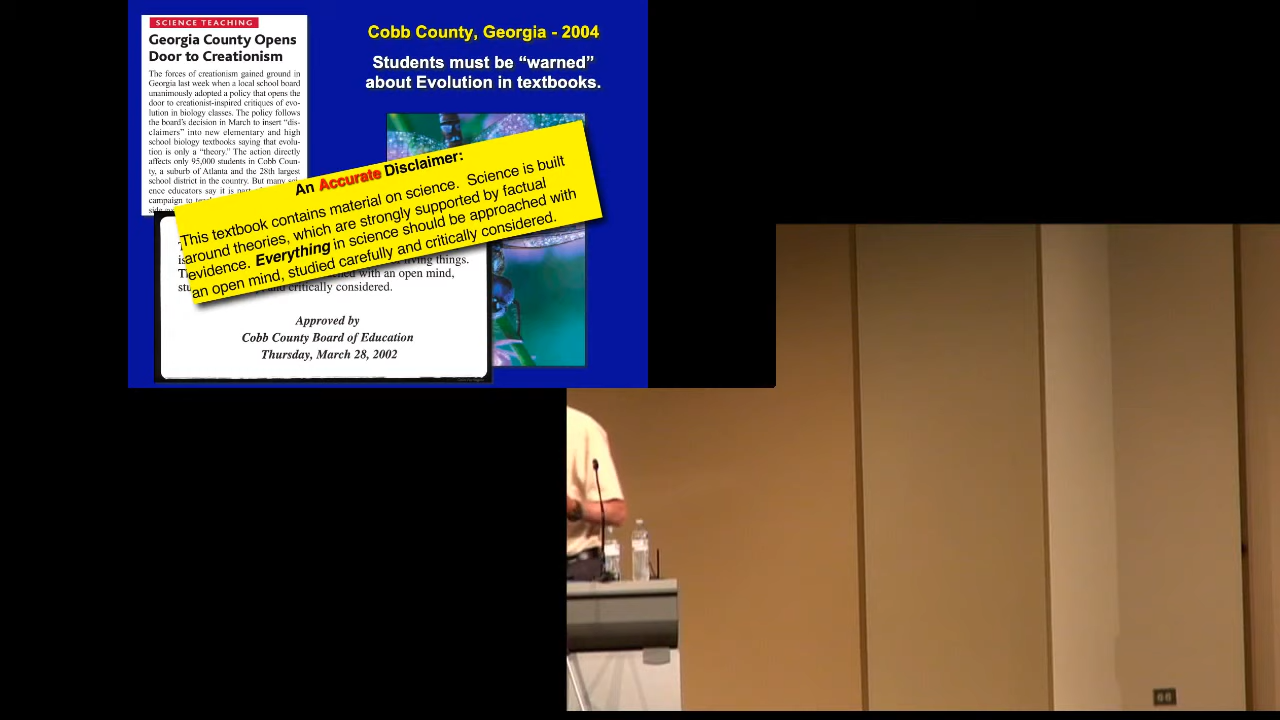 SCIENCE TEACHING
Georgia County Opens
Door to Creationism
The forces of creationism gained ground in
Georgia last week when a local school board
unanimously adopted a policy that opens the
door to creationist-inspired critiques of evo-
lution in biology classes. The policy follows
the board's decision in March to insert "dis-
claimers" into new elementary and high
school biology textbooks saying that evolu-
tion is only a "theory." The action directly
affects only 95,000 students in Cobb Coun-
ty, a suburb of Atlanta and the 28th largest
school district in the country. But many sci-
ence educators say it is part
campaign to
Cobb County, Georgia - 2004
Students must be “warned”
about Evolution in textbooks.
An Accurate Disclaimer:
This textbook contains material on science. Science is built
around theories, which are strongly supported by factual
evidence. Everything in science should be approached with
an open mind, studied carefully and critically considered.
living things.
with an open mind,
and critically considered.
Approved by
Cobb County Board of Education
Thursday, March 28, 2002